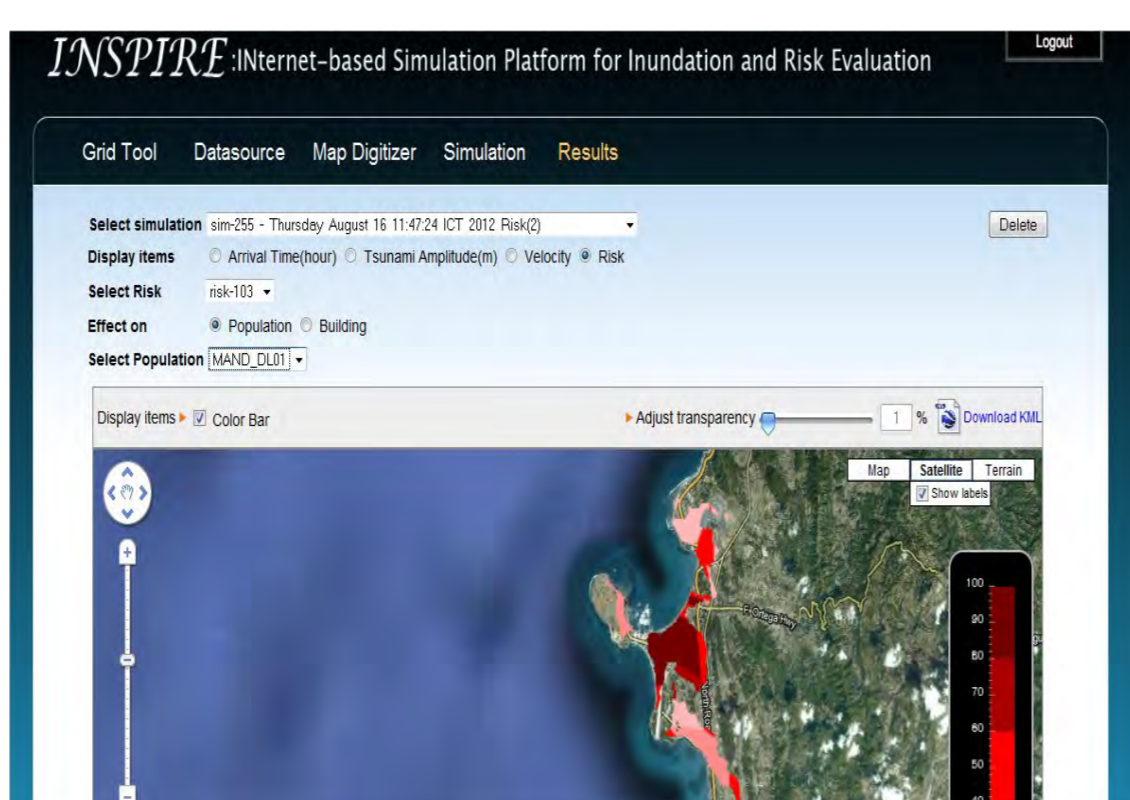 INSPIRE :INternet-based Simulation Platform for Inundation and Risk Evaluation
Logout
Grid Tool Datasource Map Digitizer Simulation Results
Select simulation sim-255 - Thursday August 16 11:47:24 ICT 2012 Risk(2)
Delete
Display items Arrival Time(hour) Tsunami Amplitude(m) Velocity Risk
Select Risk risk-103
Effect on Population Building
Select Population MAND_DL01
Display items Color Bar Adjust transparency 1 % Download KML
Map Satellite Terrain
Show labels
100
90
80
70
60
50
40
F. Ortega Hwy
North Roc